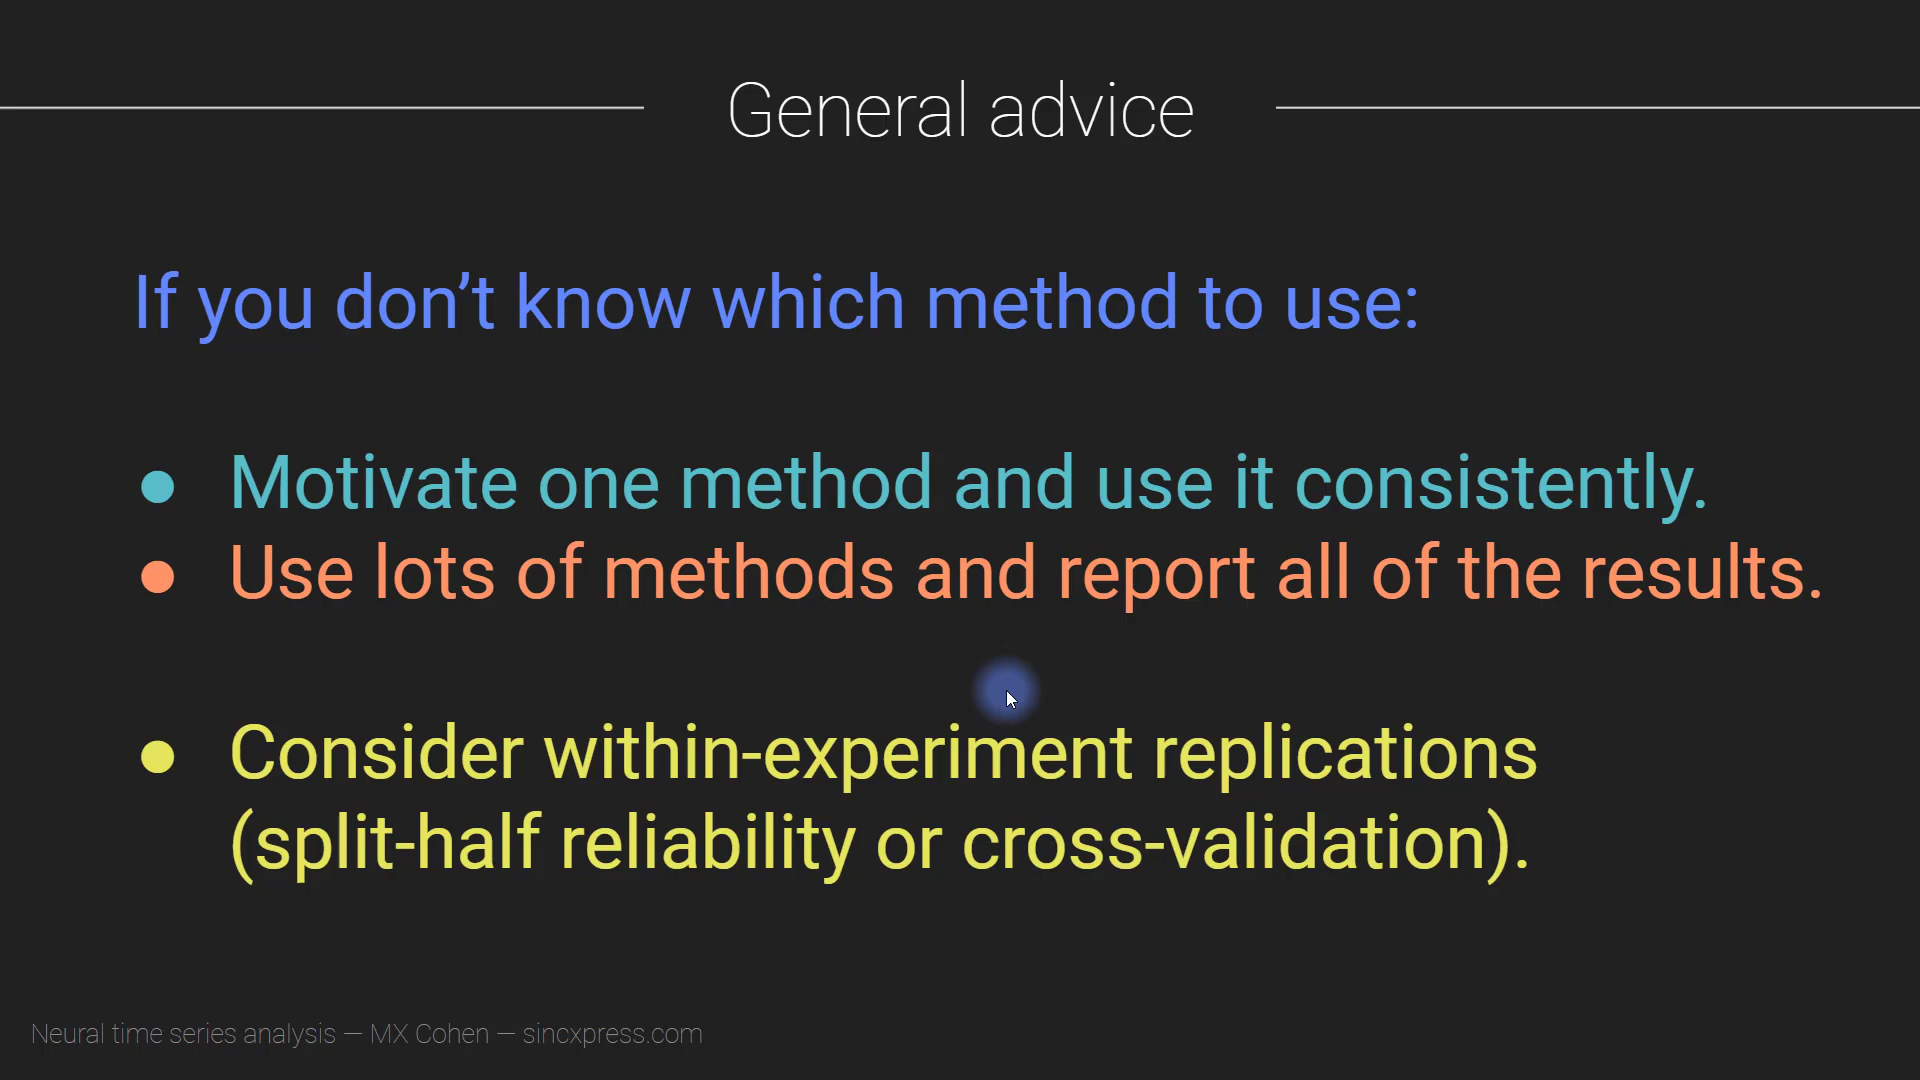 General advice
If you don’t know which method to use:
● Motivate one method and use it consistently.
● Use lots of methods and report all of the results.
● Consider within-experiment replications
(split-half reliability or cross-validation).
Neural time series analysis — MX Cohen — sincxpress.com